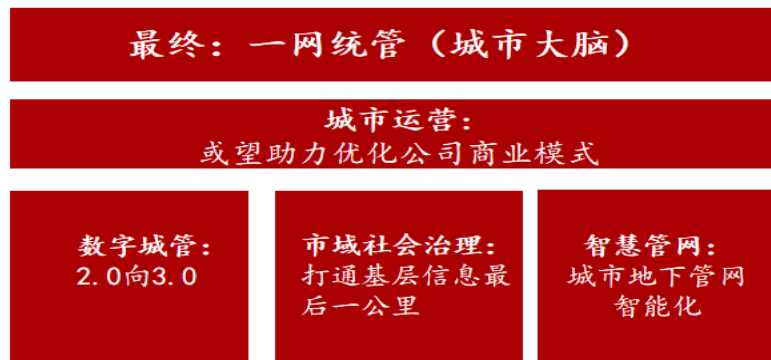 最终：一网统管（城市大脑）
城市运营：
或望助力优化公司商业模式
数字城管：
2.0向3.0
市域社会治理：
打通基层信息最
后一公里
智慧管网：
城市地下管网
智能化